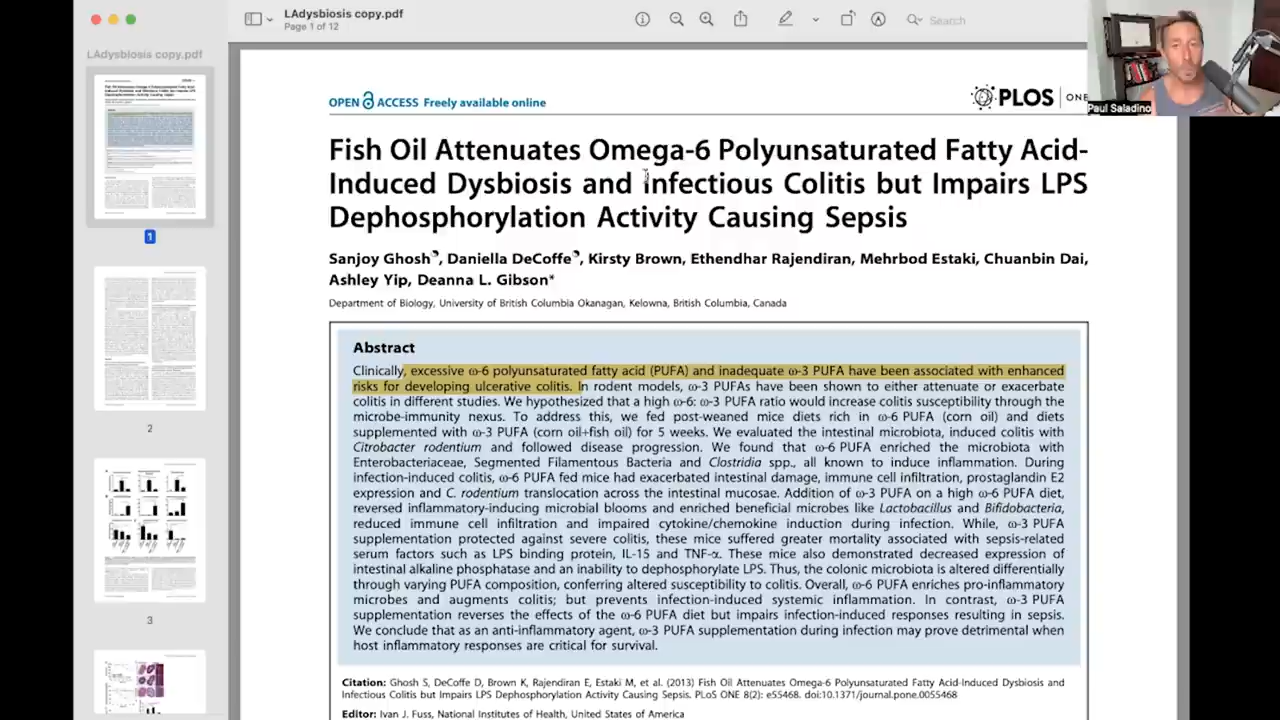 LAdysbiosis copy.pdf
Page 1 of 12
Search
LAdysbiosis copy.pdf
1
2
3
Paul Saladino
OPEN ACCESS Freely available online
PLOS ONE
Fish Oil Attenuates Omega-6 Polyunsaturated Fatty Acid-
Induced Dysbiosis and Infectious Colitis but Impairs LPS
Dephosphorylation Activity Causing Sepsis
Sanjoy Ghosh, Daniella DeCoffe, Kirsty Brown, Ethendhar Rajendiran, Mehrbod Estaki, Chuanbin Dai,
Ashley Yip, Deanna L. Gibson*
Department of Biology, University of British Columbia Okanagan, Kelowna, British Columbia, Canada
Abstract
Clinically, excessive ω-6 polyunsaturated fatty acid (PUFA) and inadequate ω-3 PUFA have been associated with enhanced
risks for developing ulcerative colitis. In rodent models, ω-3 PUFAs have been shown to either attenuate or exacerbate
colitis in different studies. We hypothesized that a high ω-6: ω-3 PUFA ratio would increase colitis susceptibility through the
microbe-immunity nexus. To address this, we fed post-weaned mice diets rich in ω-6 PUFA (corn oil) and diets
supplemented with ω-3 PUFA (corn oil+fish oil) for 5 weeks. We evaluated the intestinal microbiota, induced colitis with
Citrobacter rodentium and followed disease progression. We found that ω-6 PUFA enriched the microbiota with
Enterobacteriaceae, Segmented Filamentous Bacteria and Clostridia spp., all known to induce inflammation. During
infection-induced colitis, ω-6 PUFA fed mice had exacerbated intestinal damage, immune cell infiltration, prostaglandin E2
expression and C. rodentium translocation across the intestinal mucosae. Addition of ω-3 PUFA on a high ω-6 PUFA diet,
reversed inflammatory-inducing microbial blooms and enriched beneficial microbes like Lactobacillus and Bifidobacteria,
reduced immune cell infiltration and impaired cytokine/chemokine induction during infection. While, ω-3 PUFA
supplementation protected against severe colitis, these mice suffered greater mortality associated with sepsis-related
serum factors such as LPS binding protein, IL-15 and TNF-α. These mice also demonstrated decreased expression of
intestinal alkaline phosphatase and an inability to dephosphorylate LPS. Thus, the colonic microbiota is altered differentially
through varying PUFA composition, conferring altered susceptibility to colitis. Overall, ω-6 PUFA enriches pro-inflammatory
microbes and augments colitis; but prevents infection-induced systemic inflammation. In contrast, ω-3 PUFA
supplementation reverses the effects of the ω-6 PUFA diet but impairs infection-induced responses resulting in sepsis.
We conclude that as an anti-inflammatory agent, ω-3 PUFA supplementation during infection may prove detrimental when
host inflammatory responses are critical for survival.
Citation: Ghosh S, DeCoffe D, Brown K, Rajendiran E, Estaki M, et al. (2013) Fish Oil Attenuates Omega-6 Polyunsaturated Fatty Acid-Induced Dysbiosis and
Infectious Colitis but Impairs LPS Dephosphorylation Activity Causing Sepsis. PLoS ONE 8(2): e55468. doi:10.1371/journal.pone.0055468
Editor: Ivan J. Fuss, National Institutes of Health, United States of America